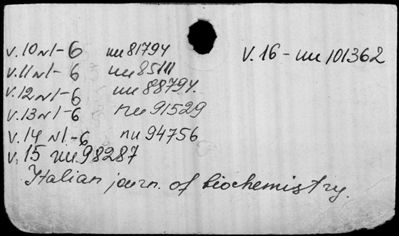 v.10 N1-6 ии 81794
v.11 N1-6 ии 85111
v.12 N1-6 ии 88794.
v.13 N1-6 ии 91529
v.14 N1-6 ии 94756
v.15 ии 98287
v.16 - ии 101362
Italian journ. of biochemistry.